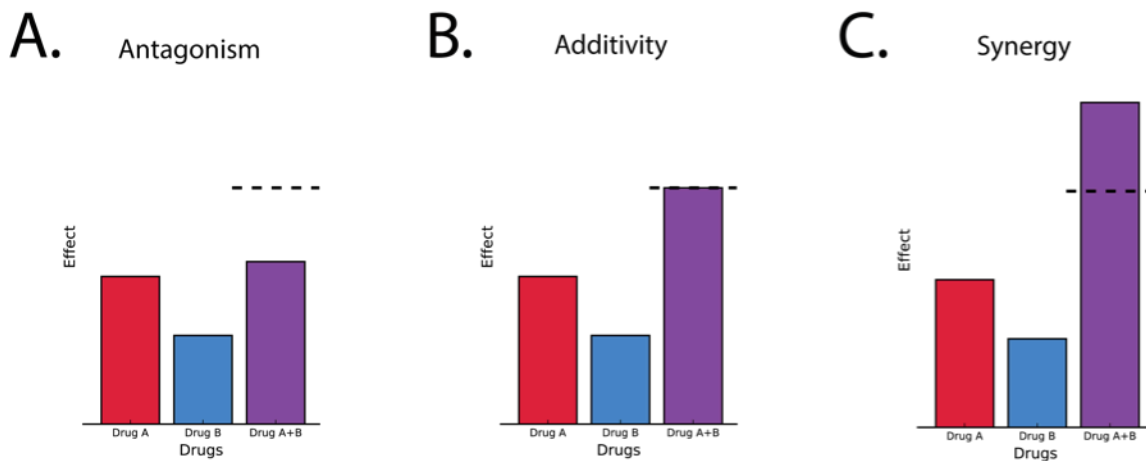 A.
Antagonism
Effect
Drug A
Drug B
Drug A+B
Drugs
B.
Additivity
Effect
Drug A
Drug B
Drug A+B
Drugs
C.
Synergy
Effect
Drug A
Drug B
Drug A+B
Drugs